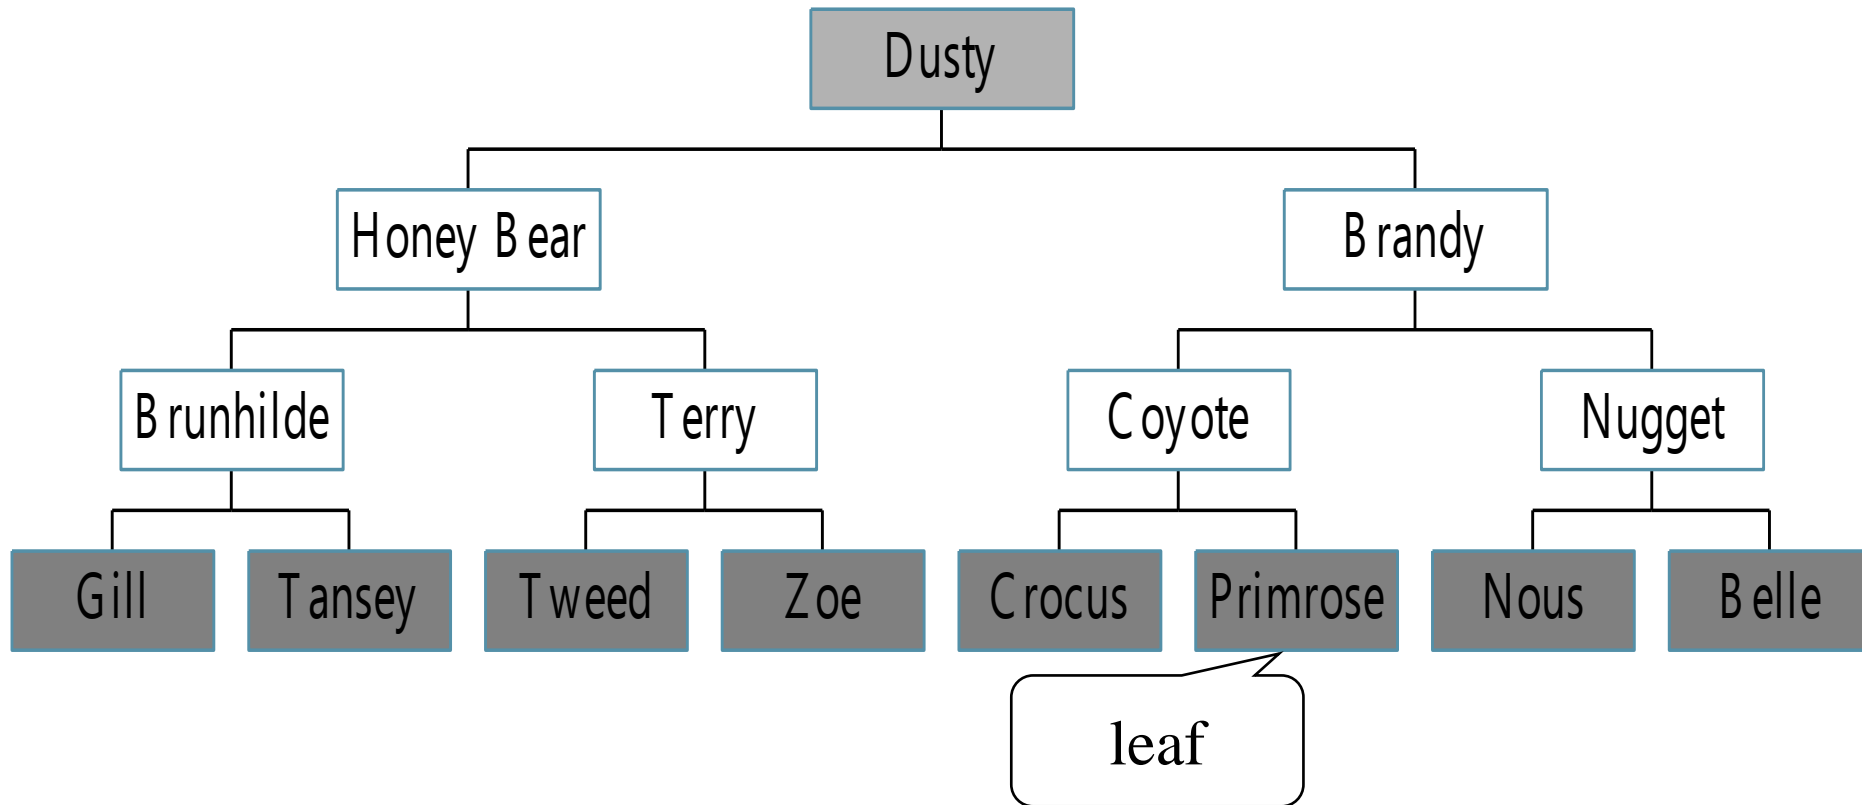 Dusty
Honey Bear Brandy
Brunhilde Terry Coyote Nugget
Gill Tansey Tweed Zoe Crocus Primrose Nous Belle
leaf